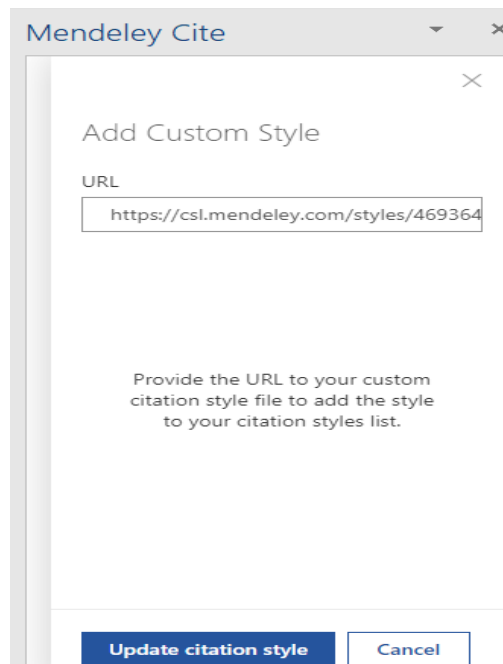 Mendeley Cite
Add Custom Style
URL
https://csl.mendeley.com/styles/469364
Provide the URL to your custom
citation style file to add the style
to your citation styles list.
Update citation style
Cancel